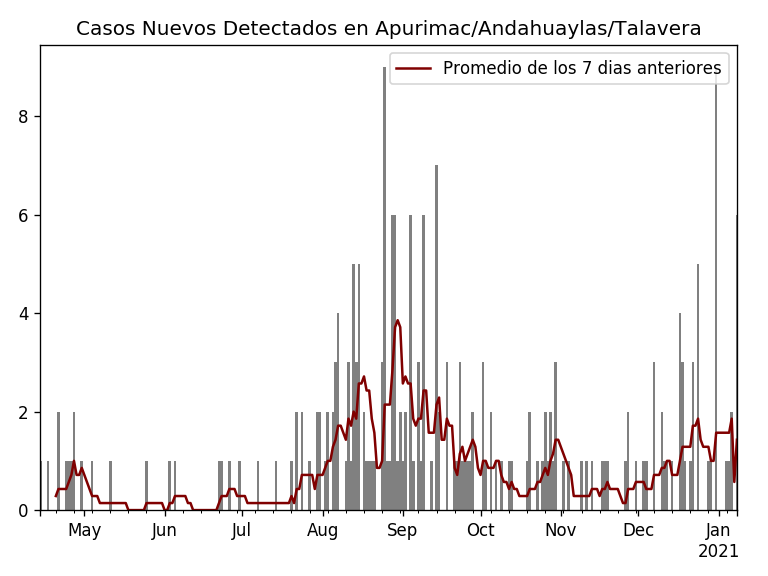 Casos Nuevos Detectados en Apurimac/Andahuaylas/Talavera
Promedio de los 7 dias anteriores
8
6
4
2
0
May Jun Jul Aug Sep Oct Nov Dec Jan
2021